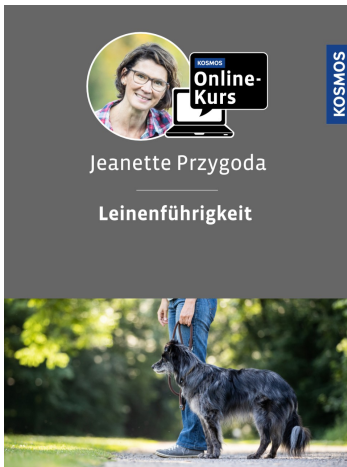 KOSMOS
Online-
Kurs
KOSMOS
Jeanette Przygoda
Leinenführigkeit